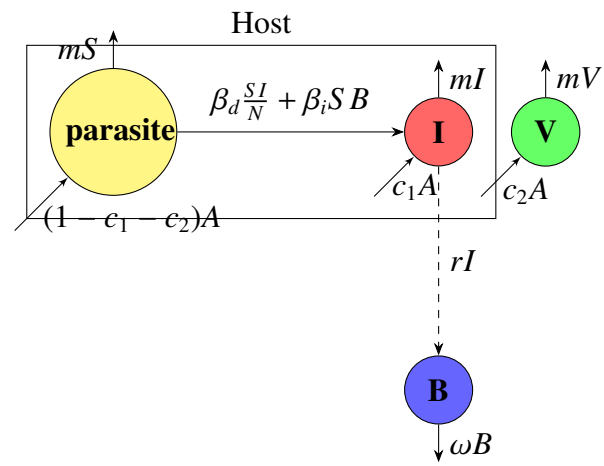 Host
mS
mI
mV
β_d SI/N + β_i S B
parasite
I
V
c₁A
c₂A
(1 − c₁ − c₂)A
rI
B
ωB